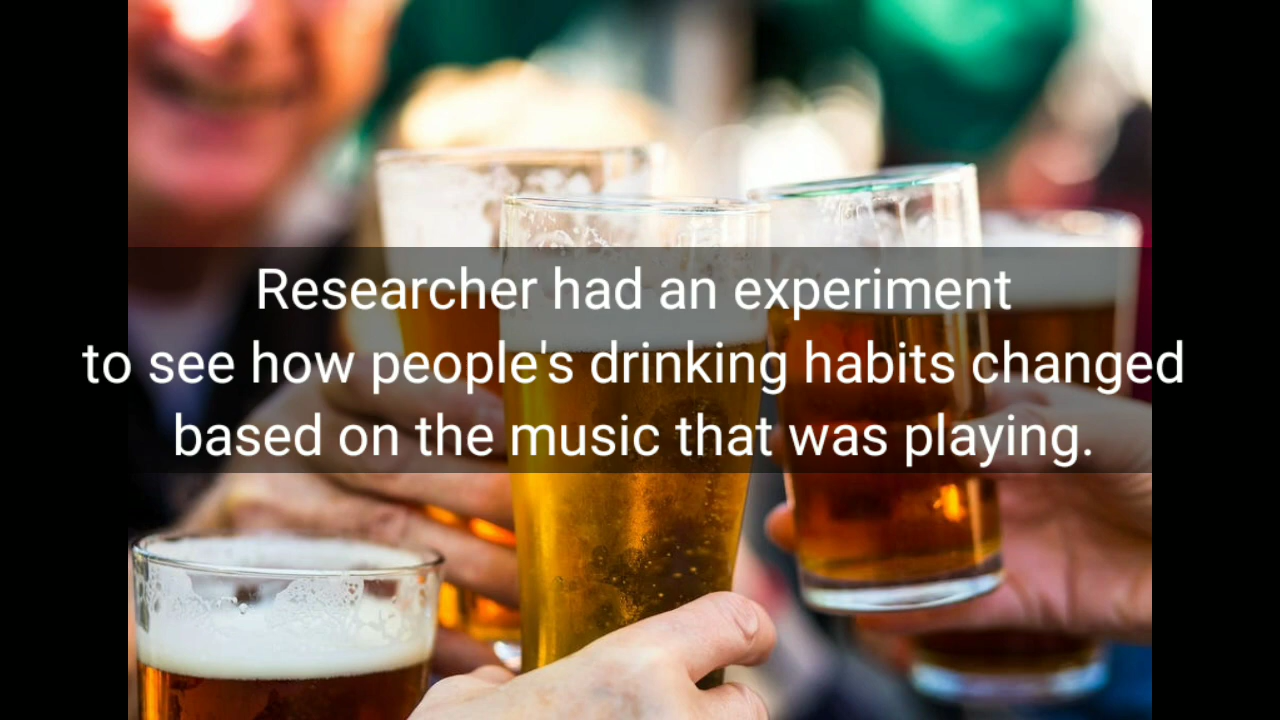 Researcher had an experiment
to see how people's drinking habits changed
based on the music that was playing.